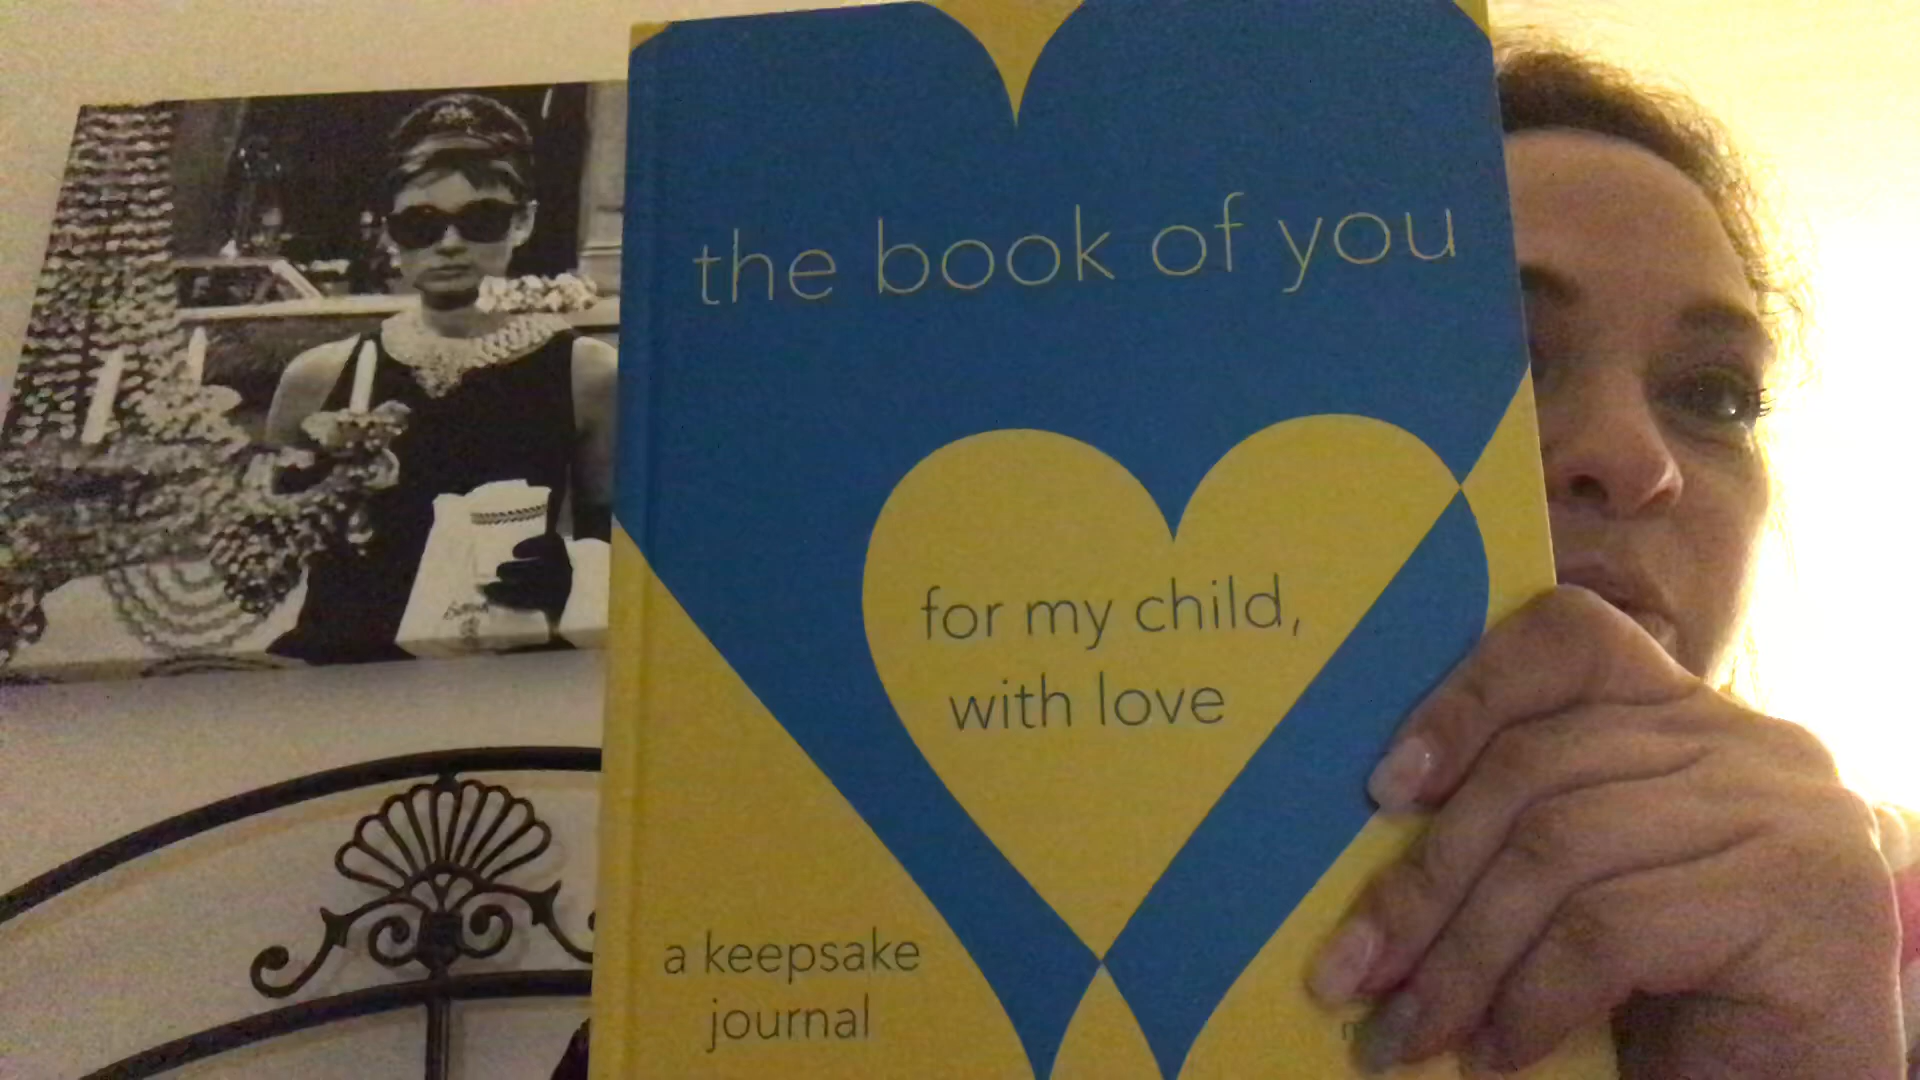 the book of you
for my child,
with love
a keepsake
journal